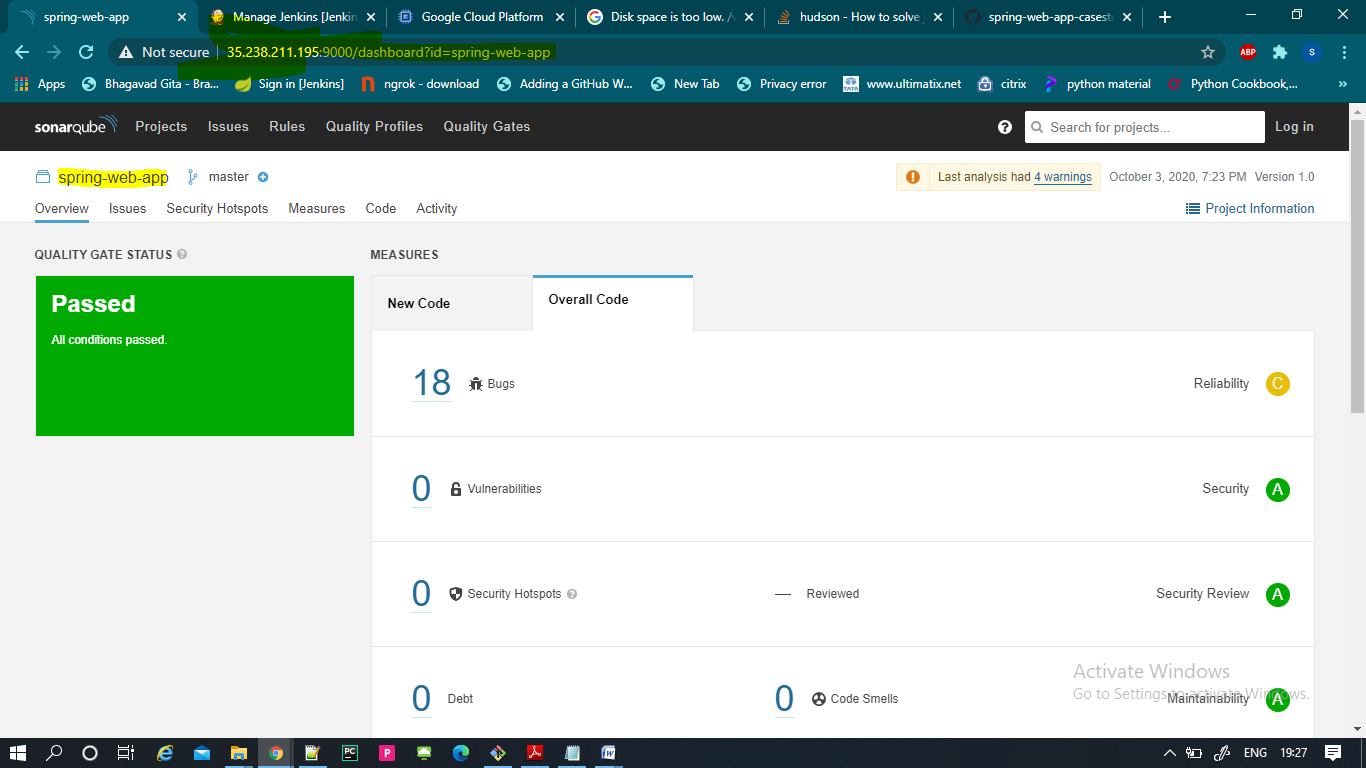 spring-web-app
Manage Jenkins [Jenkin
Google Cloud Platform
Disk space is too low. /v
hudson - How to solve
spring-web-app-casest
Not secure
35.238.211.195:9000/dashboard?id=spring-web-app
ABP
S
Apps
Bhagavad Gita - Bra...
Sign in [Jenkins]
ngrok - download
Adding a GitHub W...
New Tab
Privacy error
TATA
www.ultimatix.net
citrix
python material
Python Cookbook,...
»
sonarqube
Projects
Issues
Rules
Quality Profiles
Quality Gates
Search for projects...
Log in
spring-web-app
master
Last analysis had 4 warnings
October 3, 2020, 7:23 PM
Version 1.0
Overview
Issues
Security Hotspots
Measures
Code
Activity
Project Information
QUALITY GATE STATUS
MEASURES
Passed
All conditions passed.
New Code
Overall Code
18 Bugs
Reliability C
0 Vulnerabilities
Security A
0 Security Hotspots
— Reviewed
Security Review A
0 Debt
0 Code Smells
Maintainability A
Activate Windows
Go to Settings to activate Windows.
PC
P
W
ENG
19:27